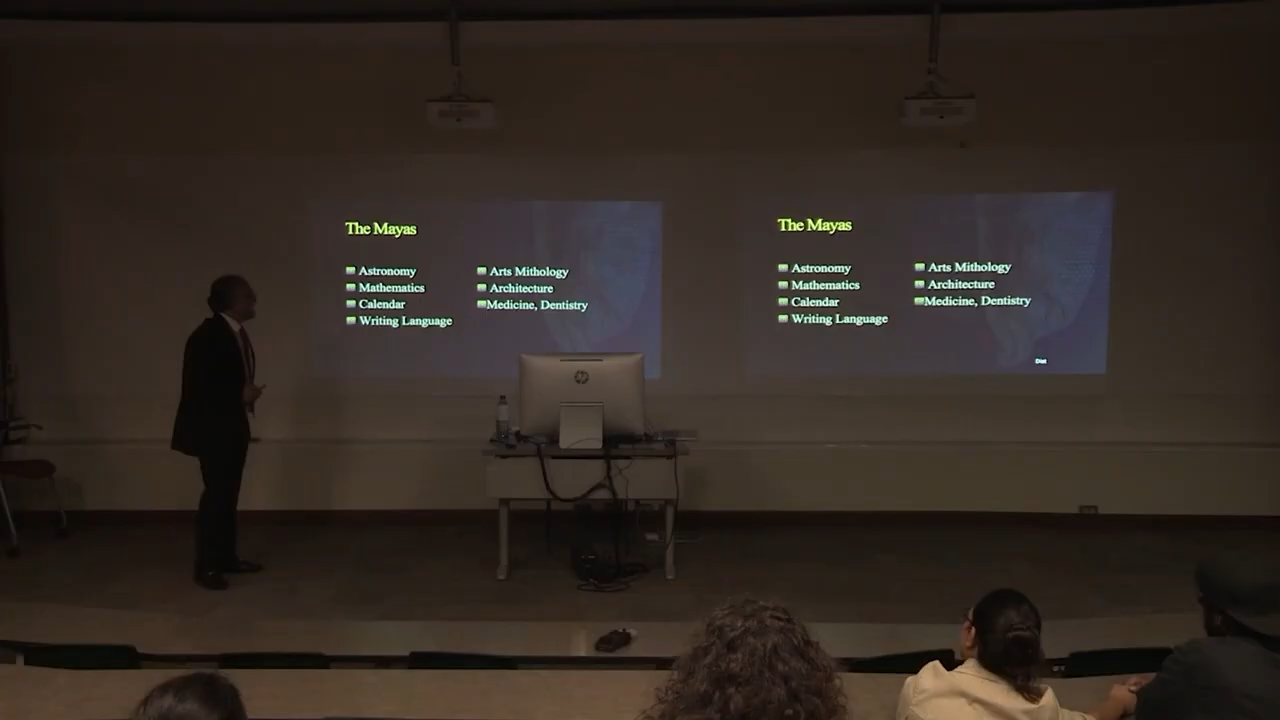 The Mayas
Astronomy
Mathematics
Calendar
Writing Language
Arts Mithology
Architecture
Medicine, Dentistry
hp
The Mayas
Astronomy
Mathematics
Calendar
Writing Language
Arts Mithology
Architecture
Medicine, Dentistry